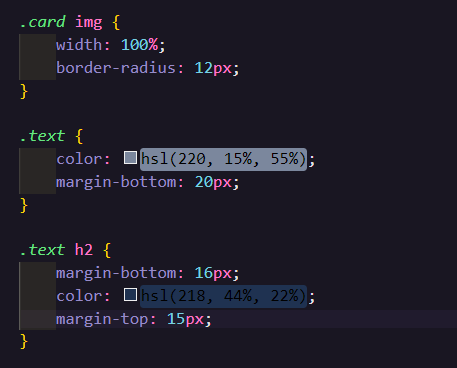 .card img {
    width: 100%;
    border-radius: 12px;
}

.text {
    color: hsl(220, 15%, 55%);
    margin-bottom: 20px;
}

.text h2 {
    margin-bottom: 16px;
    color: hsl(218, 44%, 22%);
    margin-top: 15px;
}